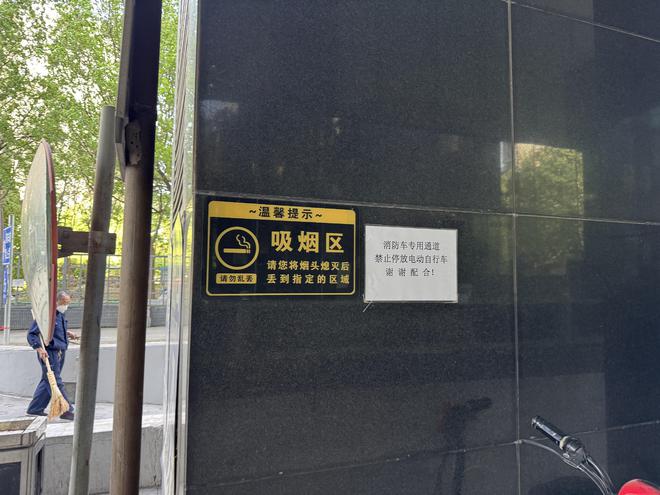 ~温馨提示~
吸烟区
请勿乱丢
请您将烟头熄灭后
丢到指定的区域
消防车专用通道
禁止停放电动自行车
谢谢配合！